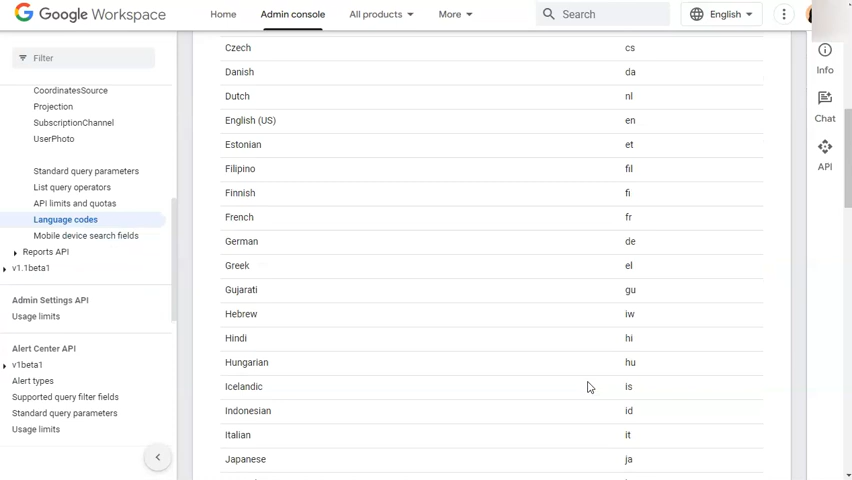 Google Workspace
Home
Admin console
All products
More
Search
English
Filter
CoordinatesSource
Projection
SubscriptionChannel
UserPhoto
Standard query parameters
List query operators
API limits and quotas
Language codes
Mobile device search fields
Reports API
v1.1beta1
Admin Settings API
Usage limits
Alert Center API
v1beta1
Alert types
Supported query filter fields
Standard query parameters
Usage limits
Czech cs
Danish da
Dutch nl
English (US) en
Estonian et
Filipino fil
Finnish fi
French fr
German de
Greek el
Gujarati gu
Hebrew iw
Hindi hi
Hungarian hu
Icelandic is
Indonesian id
Italian it
Japanese ja
Info
Chat
API